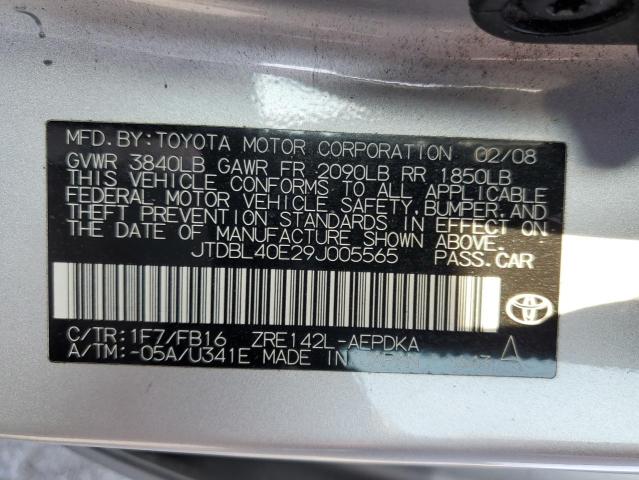 MFD.BY:TOYOTA MOTOR CORPORATION 02/08
GVWR 3840LB GAWR FR 2090LB RR 1850LB
THIS VEHICLE CONFORMS TO ALL APPLICABLE
FEDERAL MOTOR VEHICLE SAFETY, BUMPER, AND
THEFT PREVENTION STANDARDS IN EFFECT ON
THE DATE OF MANUFACTURE SHOWN ABOVE.
JTDBL40E29J005565 PASS.CAR
C/TR:1F7/FB16 ZRE142L-AEPDKA
A/TM:-05A/U341E MADE IN
A